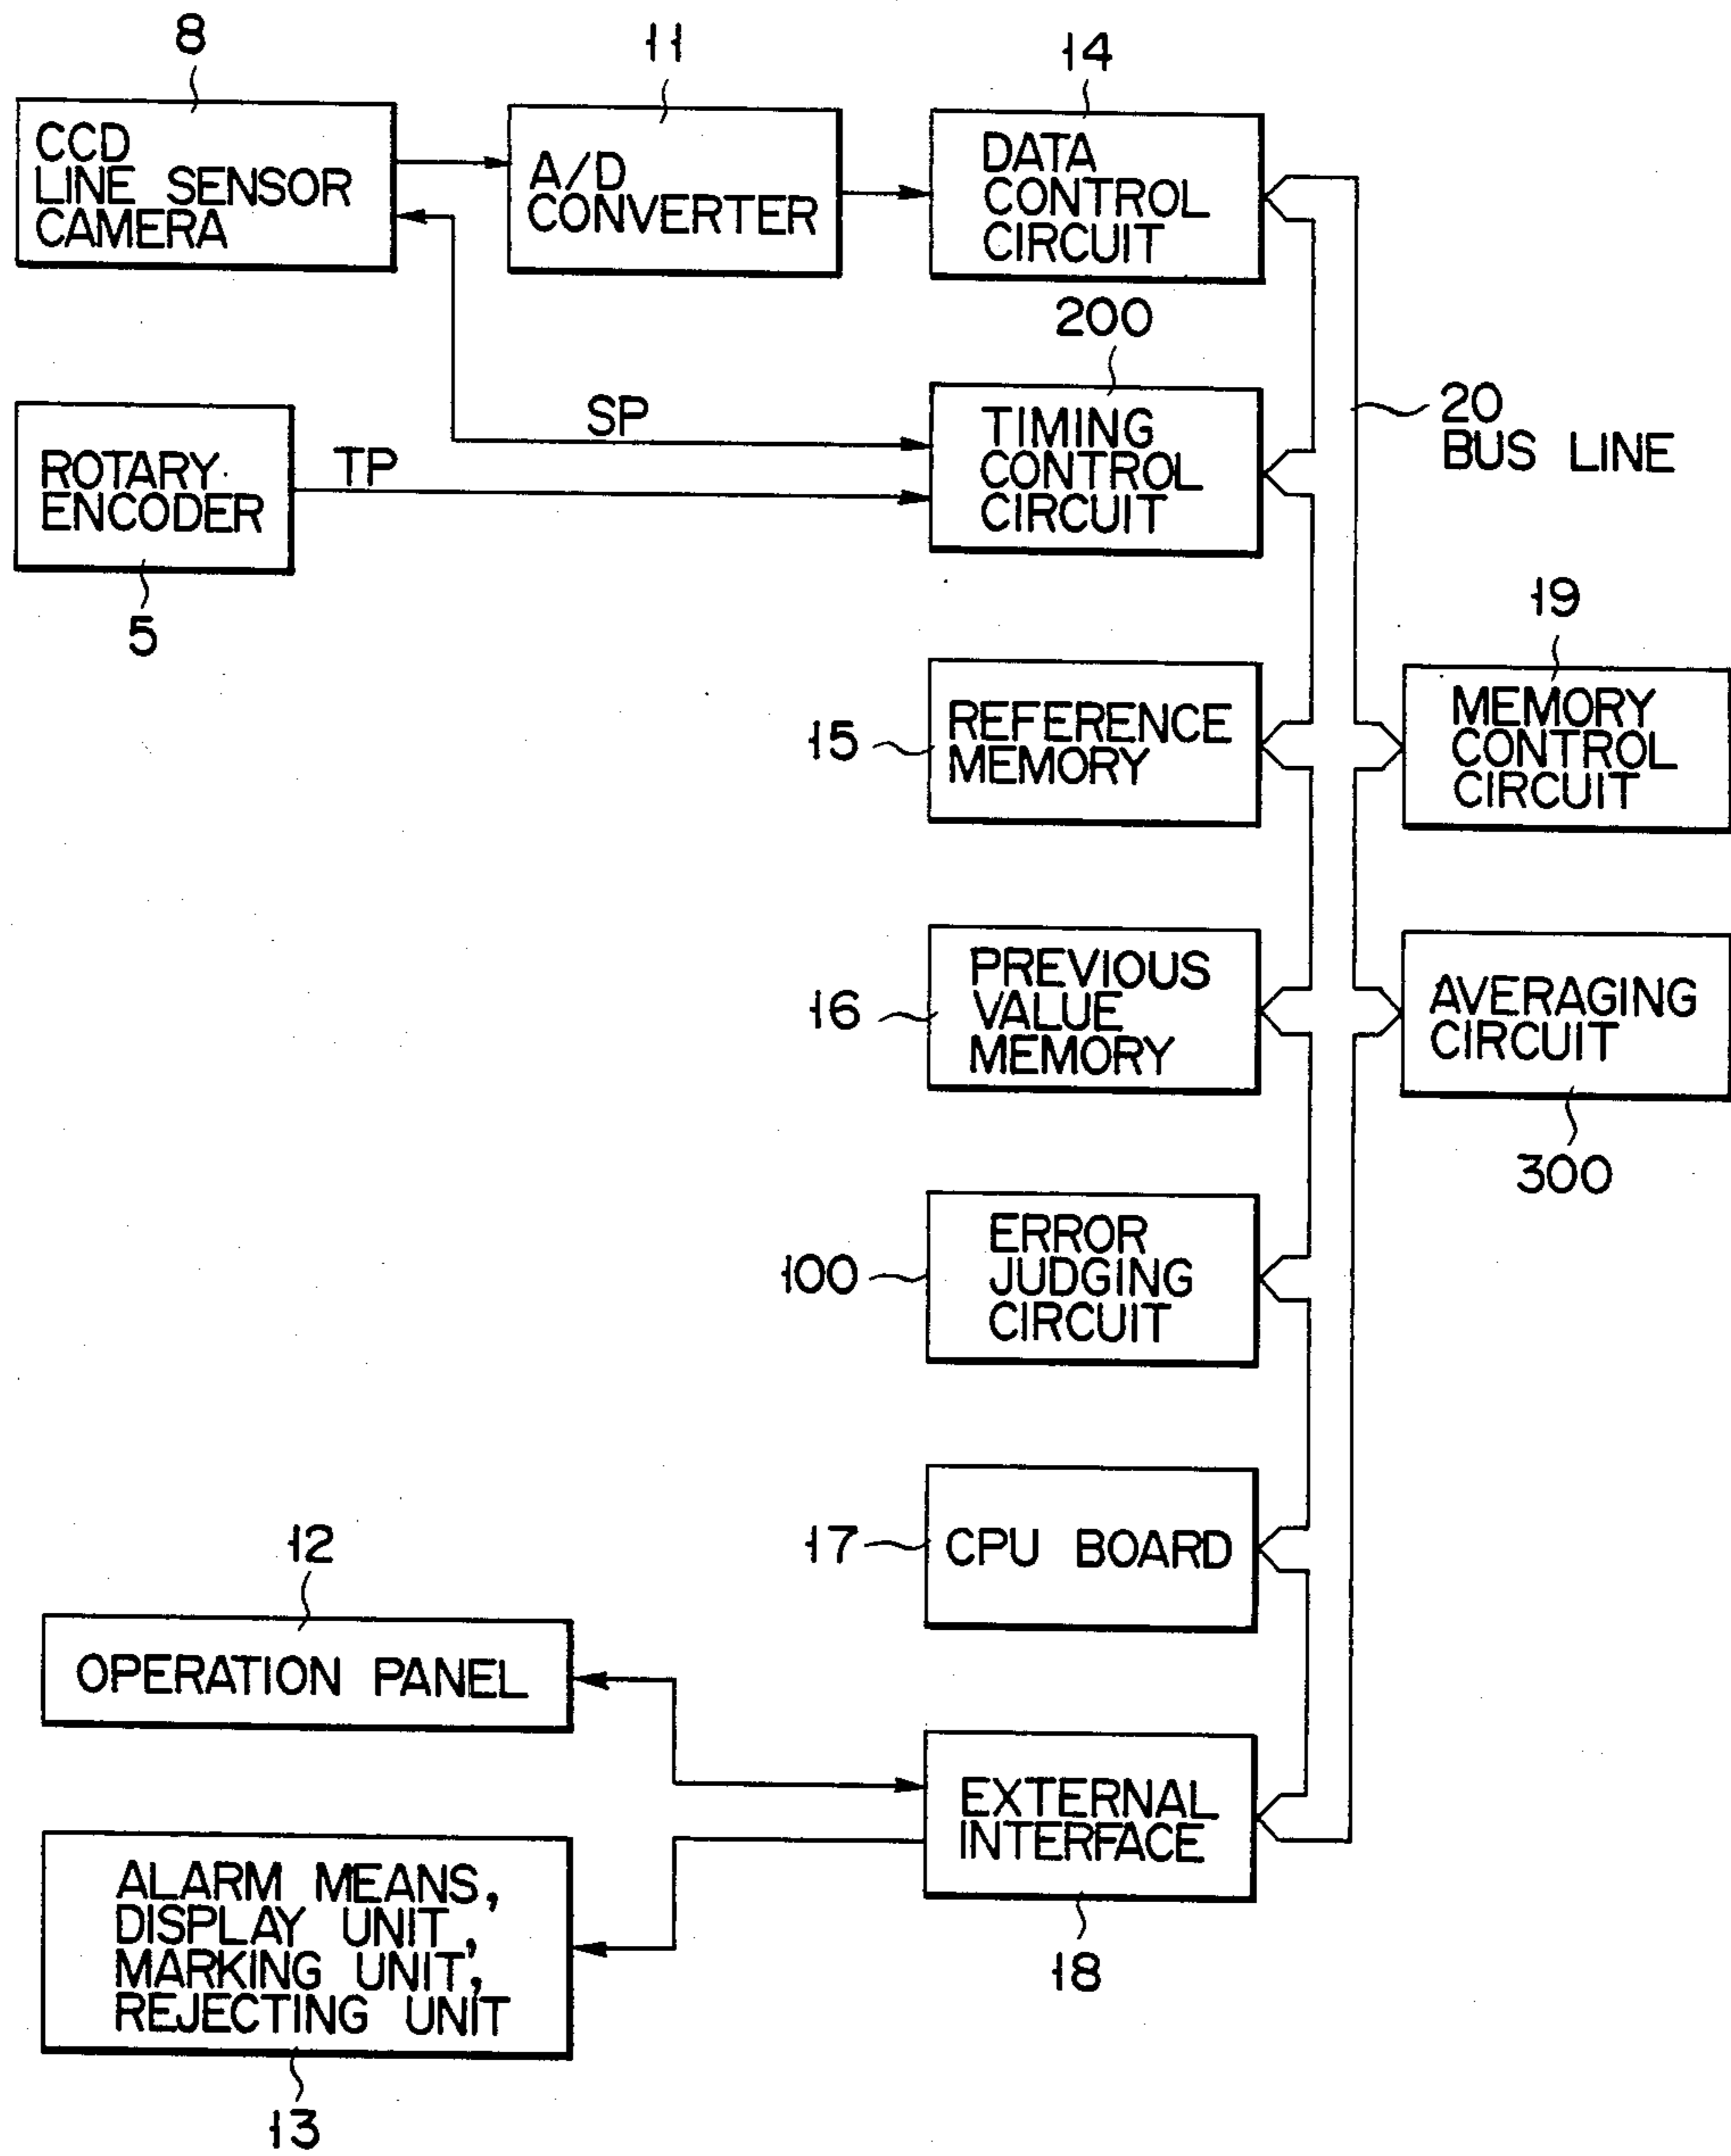 8
11
14
CCD
LINE SENSOR
CAMERA
A/D
CONVERTER
DATA
CONTROL
CIRCUIT
200
SP
TP
ROTARY
ENCODER
5
TIMING
CONTROL
CIRCUIT
20
BUS LINE
19
15
REFERENCE
MEMORY
MEMORY
CONTROL
CIRCUIT
16
PREVIOUS
VALUE
MEMORY
AVERAGING
CIRCUIT
300
100
ERROR
JUDGING
CIRCUIT
17
CPU BOARD
12
OPERATION PANEL
EXTERNAL
INTERFACE
18
ALARM MEANS,
DISPLAY UNIT,
MARKING UNIT,
REJECTING UNIT
13